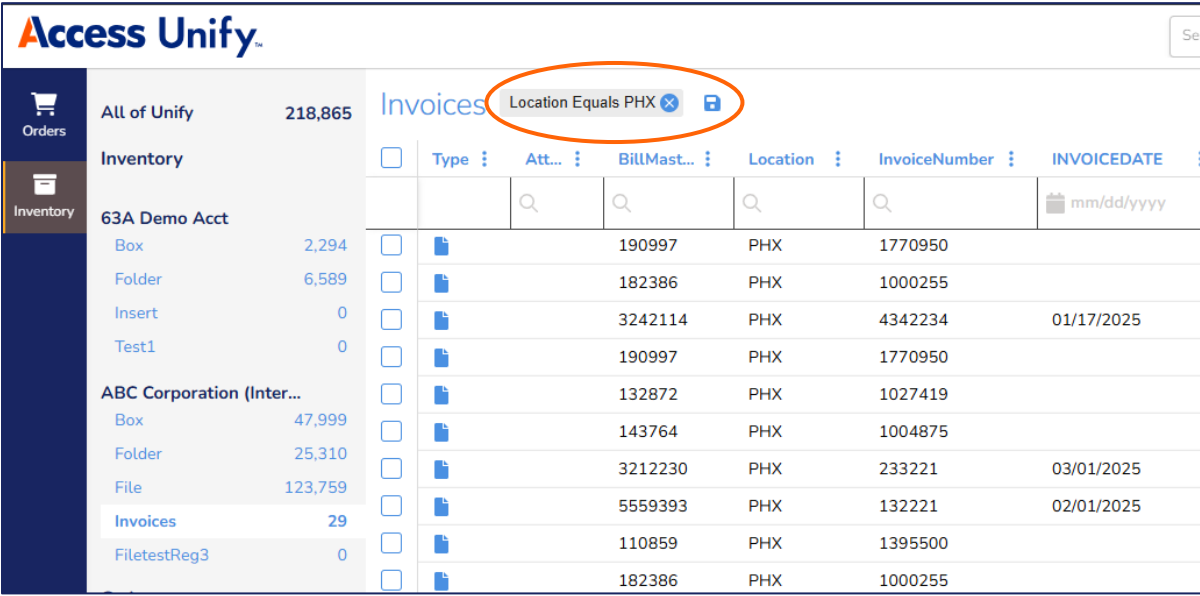 Access Unify™
Se
Orders
Inventory
All of Unify 218,865
Inventory
63A Demo Acct
Box 2,294
Folder 6,589
Insert 0
Test1 0
ABC Corporation (Inter...
Box 47,999
Folder 25,310
File 123,759
Invoices 29
FiletestReg3 0
Invoices Location Equals PHX
Type Att... BillMast... Location InvoiceNumber INVOICEDATE
mm/dd/yyyy
190997 PHX 1770950
182386 PHX 1000255
3242114 PHX 4342234 01/17/2025
190997 PHX 1770950
132872 PHX 1027419
143764 PHX 1004875
3212230 PHX 233221 03/01/2025
5559393 PHX 132221 02/01/2025
110859 PHX 1395500
182386 PHX 1000255